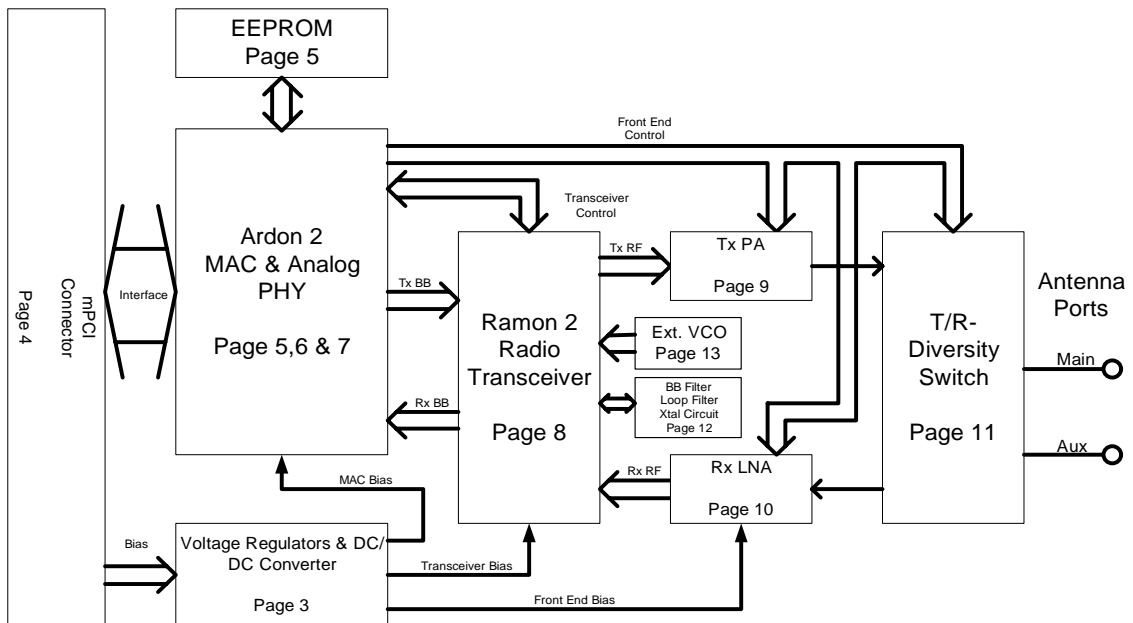 EEPROM
Page 5
mPCI
Connector
Page 4
Interface
Ardon 2
MAC & Analog
PHY
Page 5,6 & 7
Front End
Control
Transceiver
Control
Tx BB
Rx BB
Ramon 2
Radio
Transceiver
Page 8
Tx RF
Tx PA
Page 9
Ext. VCO
Page 13
BB Filter
Loop Filter
Xtal Circuit
Page 12
Rx RF
Rx LNA
Page 10
T/R-
Diversity
Switch
Page 11
Antenna
Ports
Main
Aux
MAC Bias
Bias
Voltage Regulators & DC/
DC Converter
Page 3
Transceiver Bias
Front End Bias